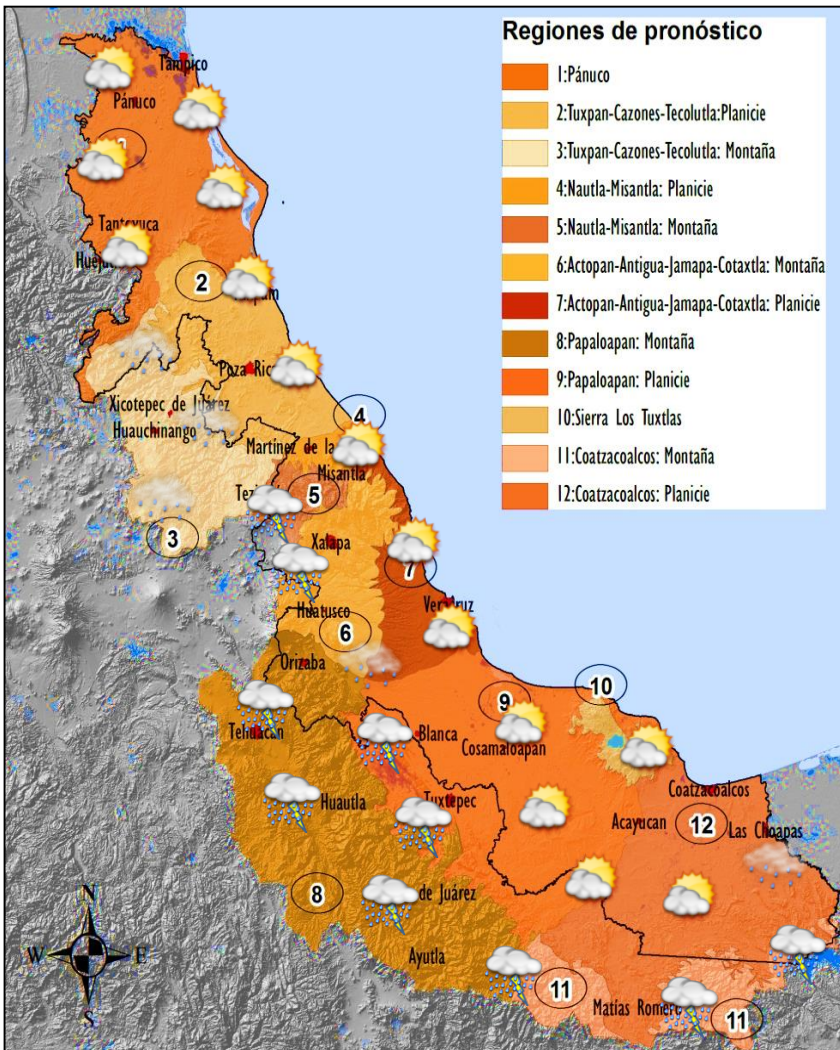 Regiones de pronóstico
1:Pánuco
2:Tuxpan-Cazones-Tecolutla:Planicie
3:Tuxpan-Cazones-Tecolutla: Montaña
4:Nautla-Misantla: Planicie
5:Nautla-Misantla: Montaña
6:Actopan-Antigua-Jamapa-Cotaxtla: Montaña
7:Actopan-Antigua-Jamapa-Cotaxtla: Planicie
8:Papaloapan: Montaña
9:Papaloapan: Planicie
10:Sierra Los Tuxtlas
11:Coatzacoalcos: Montaña
12:Coatzacoalcos: Planicie
Tampico
Pánuco
2
Poza Rica
Xicotepec de Juárez
Huauchinango
4
Martínez de la
Misantla
5
3
Xalapa
7
Huatusco
6
Orizaba
10
9
Tehuacán
Blanca
Cosamaloapan
Coatzacoalcos
Huautla
Tuxtepec
Acayucan
12
Las Choapas
8
de Juárez
Ayutla
11
Matías Romero
11
N
W
E
S